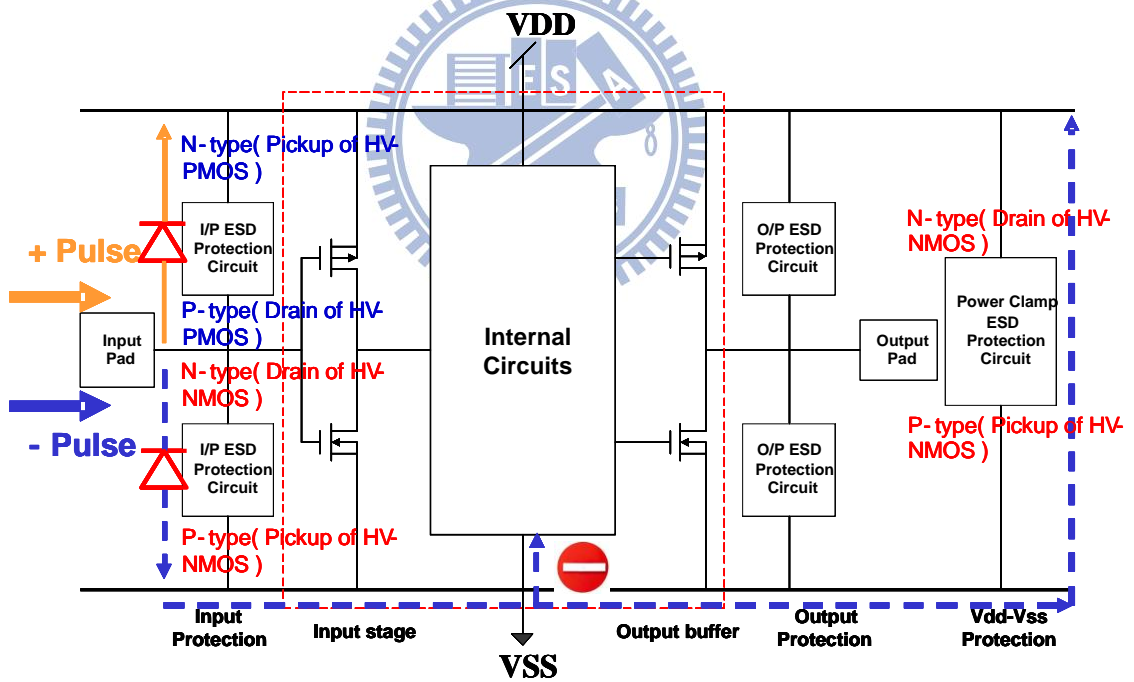 VDD
E S A
8
N-type( Pickup of HV-
PMOS )
I/P ESD
Protection
Circuit
+ Pulse
P-type( Drain of HV-
PMOS )
Input
Pad
N-type( Drain of HV-
NMOS )
- Pulse
I/P ESD
Protection
Circuit
P-type( Pickup of HV-
NMOS )
Internal
Circuits
O/P ESD
Protection
Circuit
Output
Pad
O/P ESD
Protection
Circuit
N-type( Drain of HV-
NMOS )
Power Clamp
ESD
Protection
Circuit
P-type( Pickup of HV-
NMOS )
Input
Protection
Input stage
Output buffer
Output
Protection
Vdd-Vss
Protection
VSS